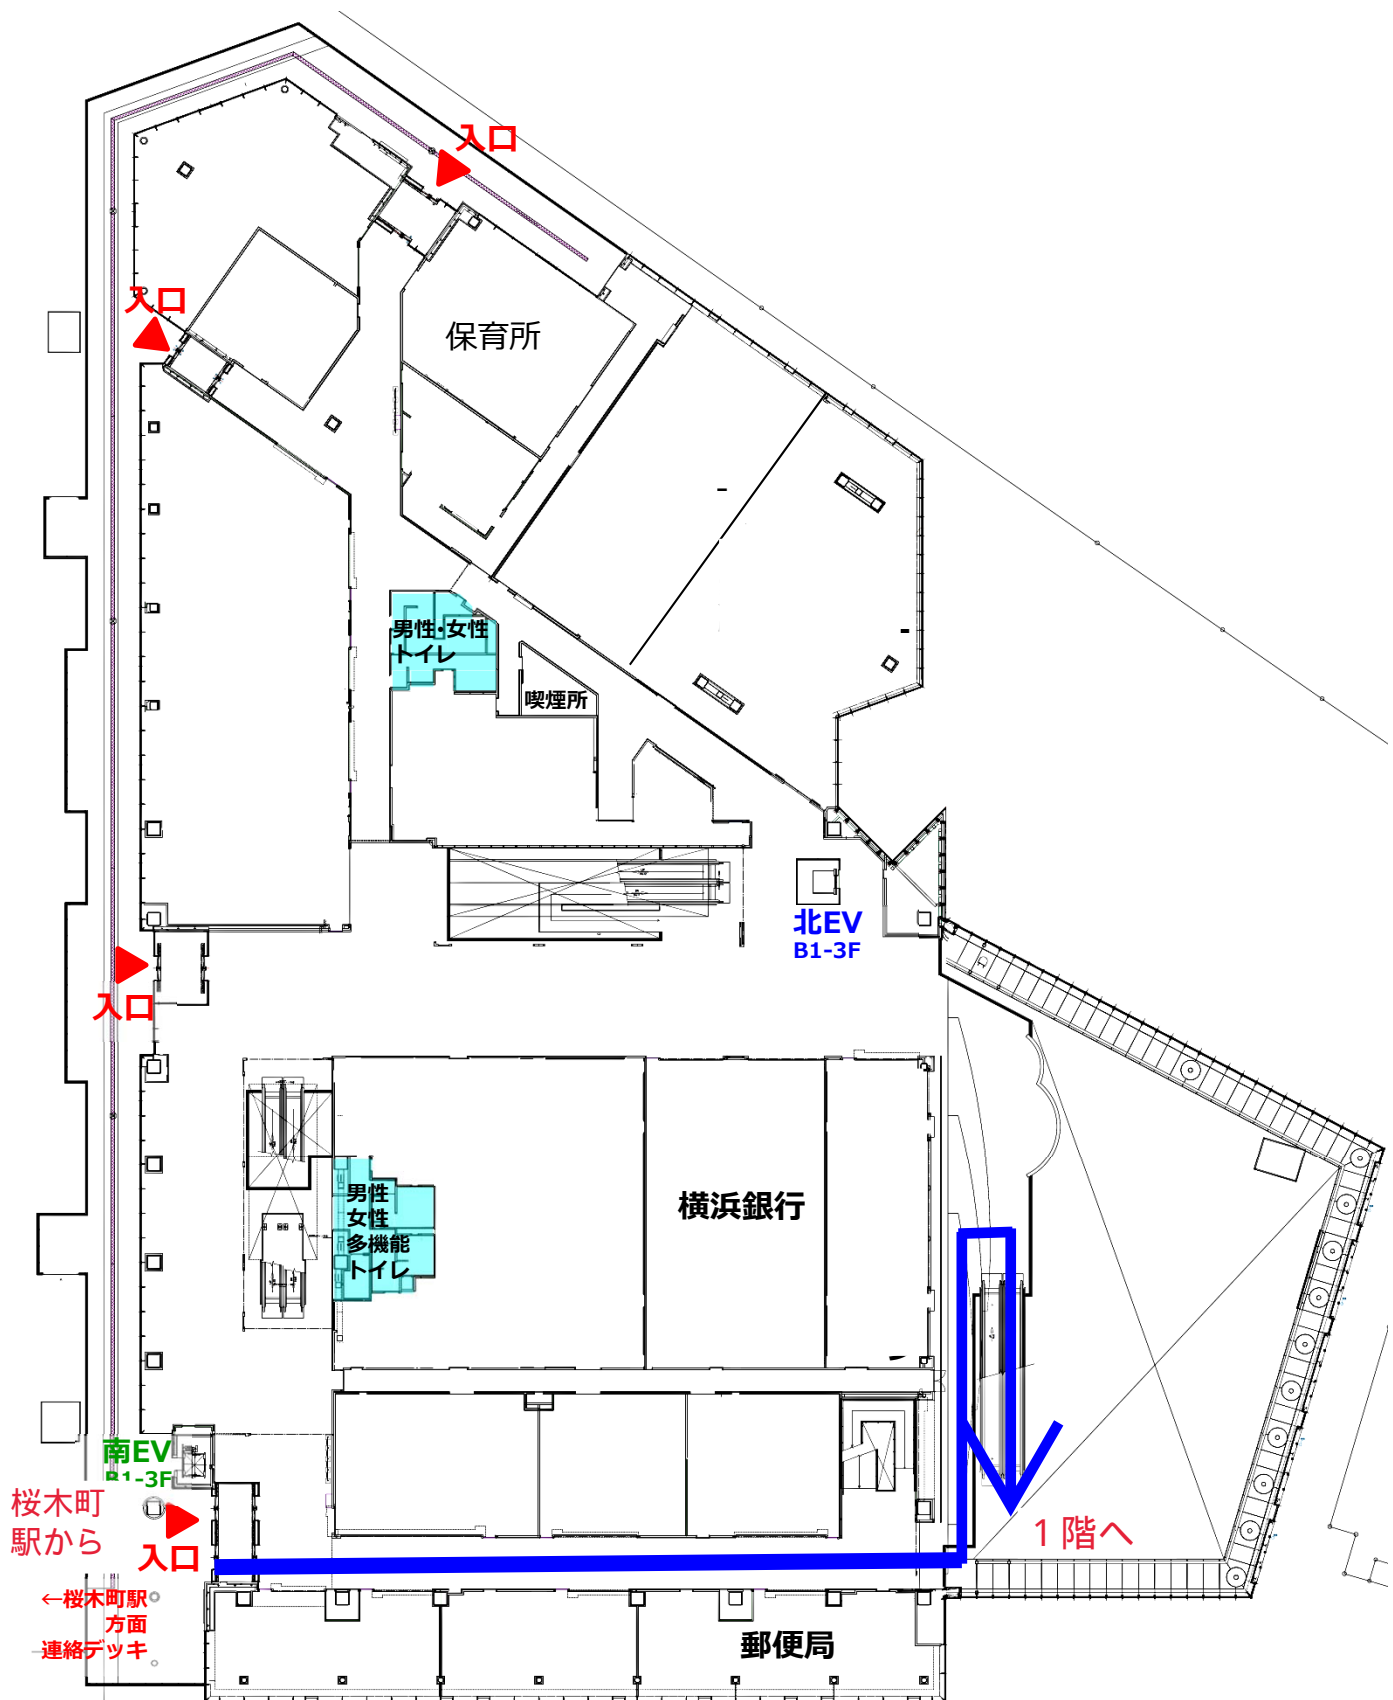 入口
入口
保育所
男性・女性
トイレ
喫煙所
北EV
B1-3F
入口
男性
女性
多機能
トイレ
横浜銀行
南EV
B1-3F
桜木町
駅から
入口
1階へ
←桜木町駅
方面
連絡デッキ
郵便局